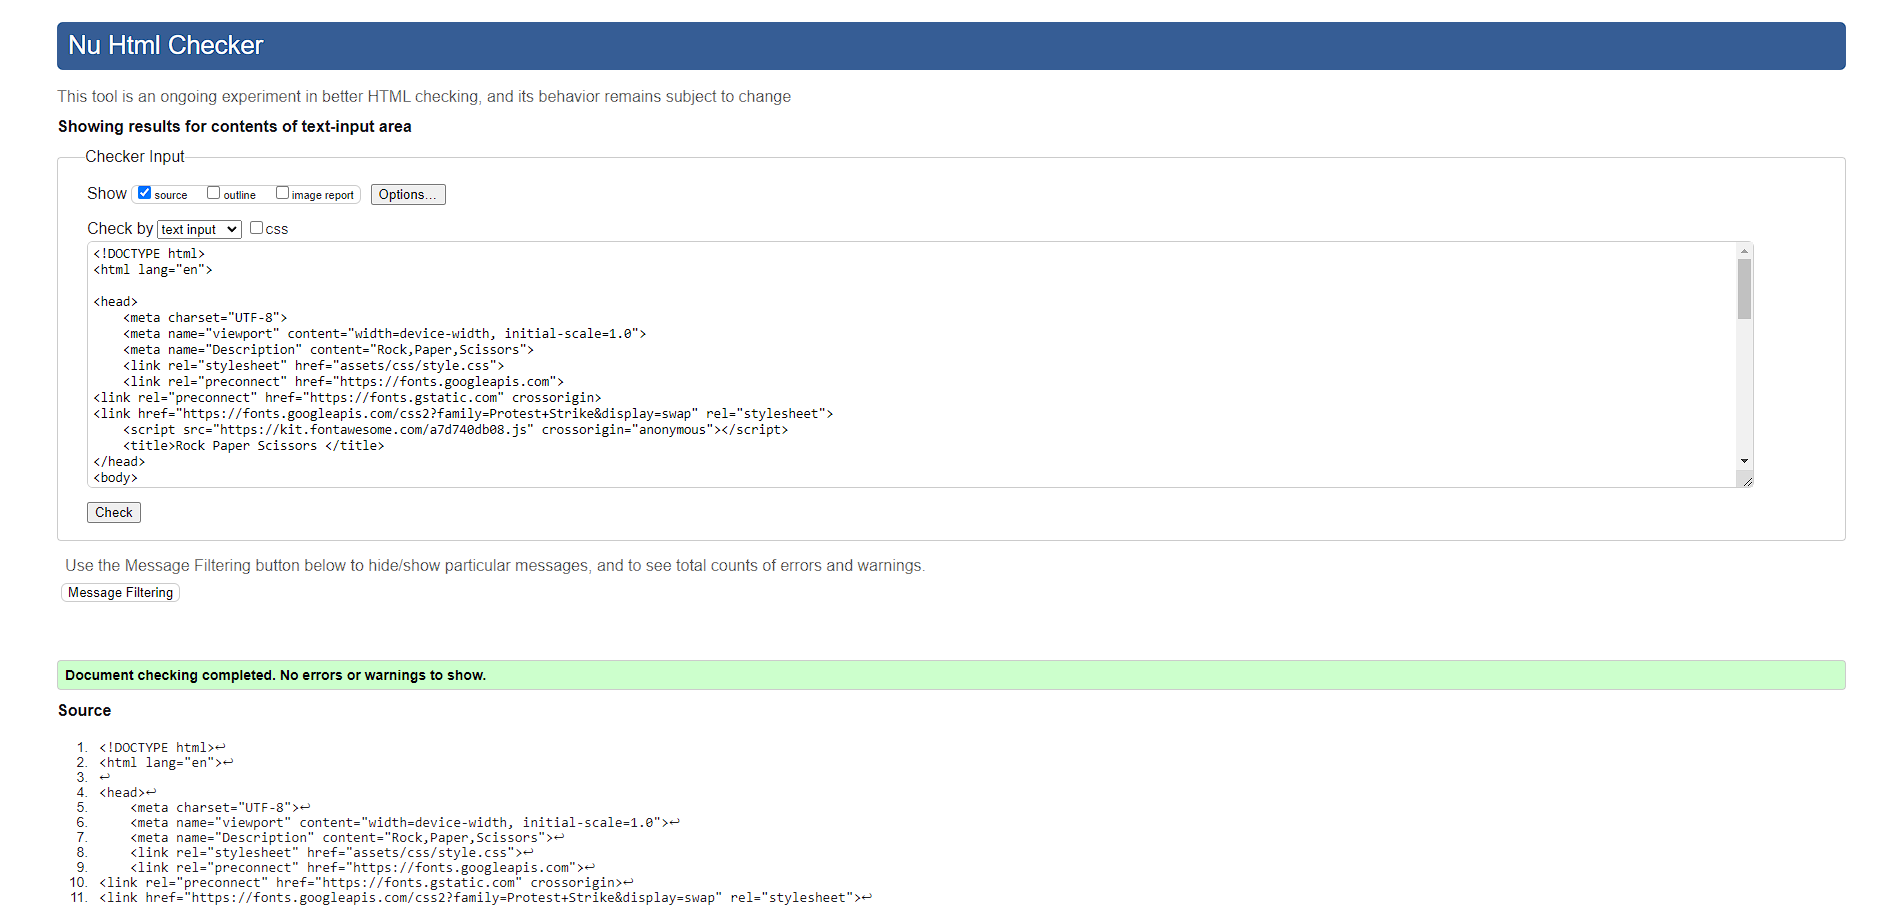 Nu Html Checker
This tool is an ongoing experiment in better HTML checking, and its behavior remains subject to change
Showing results for contents of text-input area
Checker Input
Show source outline image report Options...
Check by text input css
<!DOCTYPE html>
<html lang="en">
<head>
    <meta charset="UTF-8">
    <meta name="viewport" content="width=device-width, initial-scale=1.0">
    <meta name="Description" content="Rock,Paper,Scissors">
    <link rel="stylesheet" href="assets/css/style.css">
    <link rel="preconnect" href="https://fonts.googleapis.com">
<link rel="preconnect" href="https://fonts.gstatic.com" crossorigin>
<link href="https://fonts.googleapis.com/css2?family=Protest+Strike&display=swap" rel="stylesheet">
    <script src="https://kit.fontawesome.com/a7d740db08.js" crossorigin="anonymous"></script>
    <title>Rock Paper Scissors </title>
</head>
<body>
Check
Use the Message Filtering button below to hide/show particular messages, and to see total counts of errors and warnings.
Message Filtering
Document checking completed. No errors or warnings to show.
Source
1. <!DOCTYPE html>↩
2. <html lang="en">↩
3. ↩
4. <head>↩
5.     <meta charset="UTF-8">↩
6.     <meta name="viewport" content="width=device-width, initial-scale=1.0">↩
7.     <meta name="Description" content="Rock,Paper,Scissors">↩
8.     <link rel="stylesheet" href="assets/css/style.css">↩
9.     <link rel="preconnect" href="https://fonts.googleapis.com">↩
10. <link rel="preconnect" href="https://fonts.gstatic.com" crossorigin>↩
11. <link href="https://fonts.googleapis.com/css2?family=Protest+Strike&display=swap" rel="stylesheet">↩